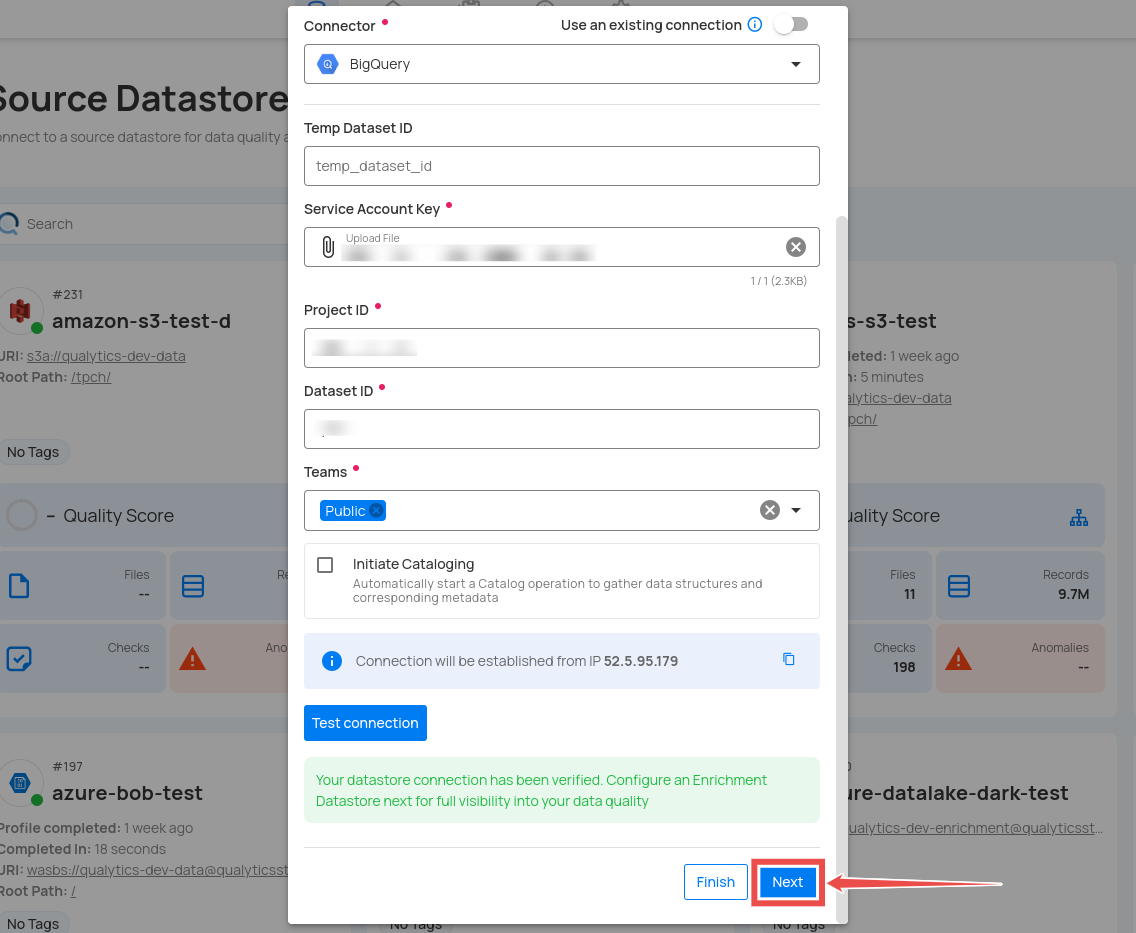 Connector
Use an existing connection
BigQuery
Temp Dataset ID
temp_dataset_id
Service Account Key
Upload File
1 / 1 (2.3KB)
Project ID
Dataset ID
Teams
Public
Initiate Cataloging
Automatically start a Catalog operation to gather data structures and
corresponding metadata
Connection will be established from IP 52.5.95.179
Test connection
Your datastore connection has been verified. Configure an Enrichment
Datastore next for full visibility into your data quality
Finish
Next
Source Datastore
onnect to a source datastore for data quality a
Search
#231
amazon-s3-test-d
URI: s3a://qualytics-dev-data
Root Path: /tpch/
No Tags
– Quality Score
Files
--
Re
Checks
--
Ano
#197
azure-bob-test
Profile completed: 1 week ago
Completed In: 18 seconds
URI: wasbs://qualytics-dev-data@qualyticsst
Root Path: /
No Tags
No Tags
s-s3-test
leted: 1 week ago
n: 5 minutes
alytics-dev-data
pch/
uality Score
Files
11
Records
9.7M
Checks
198
Anomalies
--
ure-datalake-dark-test
ualytics-dev-enrichment@qualyticsst...
No Tags